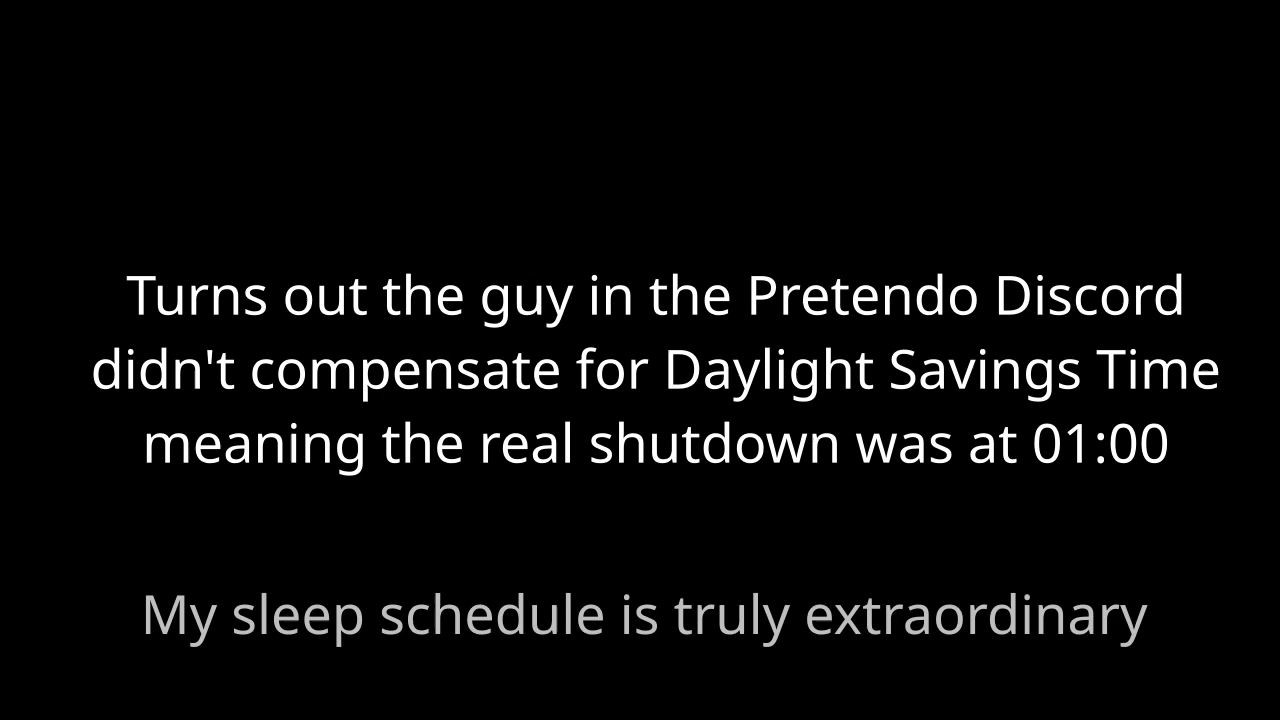 Turns out the guy in the Pretendo Discord
didn't compensate for Daylight Savings Time
meaning the real shutdown was at 01:00
My sleep schedule is truly extraordinary